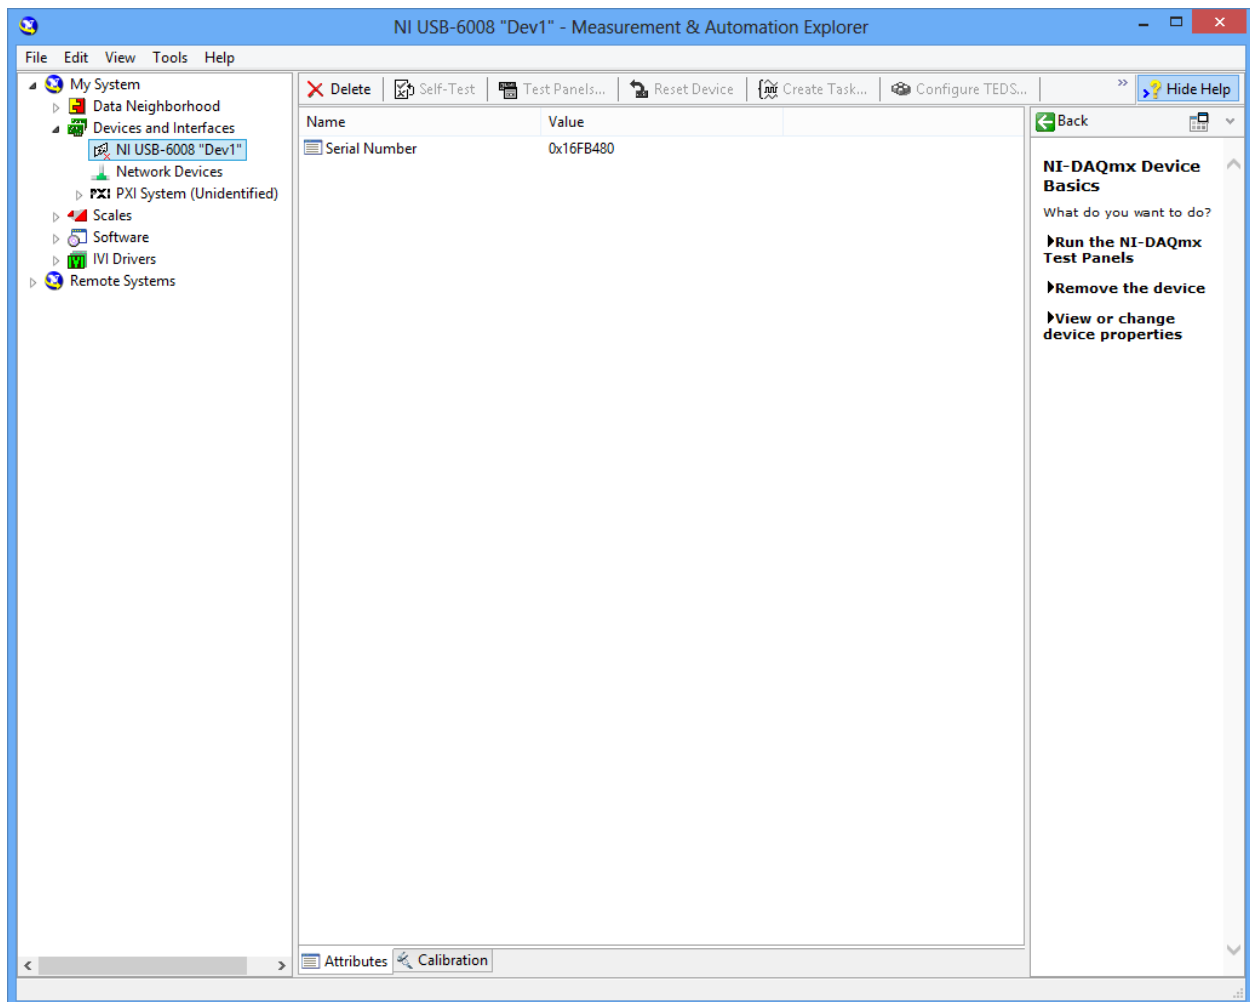 NI USB-6008 "Dev1" - Measurement & Automation Explorer
File Edit View Tools Help
My System
Data Neighborhood
Devices and Interfaces
NI USB-6008 "Dev1"
Network Devices
PXI PXI System (Unidentified)
Scales
Software
IVI IVI Drivers
Remote Systems
Delete Self-Test Test Panels... Reset Device Create Task... Configure TEDS... » Hide Help
Name Value
Serial Number 0x16FB480
Back
NI-DAQmx Device
Basics
What do you want to do?
Run the NI-DAQmx
Test Panels
Remove the device
View or change
device properties
Attributes Calibration